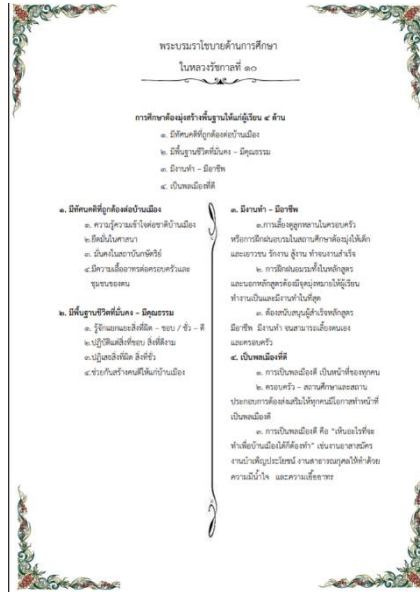 พระบรมราโชบายด้านการศึกษา
ในหลวงรัชกาลที่ ๑๐
การศึกษาต้องมุ่งสร้างพื้นฐานให้แก่ผู้เรียน ๔ ด้าน
๑. มีทัศนคติที่ถูกต้องต่อบ้านเมือง
๒. มีพื้นฐานชีวิตที่มั่นคง – มีคุณธรรม
๓. มีงานทำ – มีอาชีพ
๔. เป็นพลเมืองที่ดี
๑. มีทัศนคติที่ถูกต้องต่อบ้านเมือง
๑. ความรู้ความเข้าใจต่อชาติบ้านเมือง
๒.ยึดมั่นในศาสนา
๓. มั่นคงในสถาบันกษัตริย์
๔.มีความเอื้ออาทรต่อครอบครัวและ
ชุมชนของตน
๒. มีพื้นฐานชีวิตที่มั่นคง – มีคุณธรรม
๑. รู้จักแยกแยะสิ่งที่ผิด – ชอบ / ชั่ว – ดี
๒.ปฏิบัติแต่สิ่งที่ชอบ สิ่งที่ดีงาม
๓.ปฏิเสธสิ่งที่ผิด สิ่งที่ชั่ว
๔.ช่วยกันสร้างคนดีให้แก่บ้านเมือง
๓. มีงานทำ – มีอาชีพ
๑.การเลี้ยงดูลูกหลานในครอบครัว
หรือการฝึกฝนอบรมในสถานศึกษาต้องมุ่งให้เด็ก
และเยาวชน รักงาน สู้งาน ทำจนงานสำเร็จ
๒. การฝึกฝนอบรมทั้งในหลักสูตร
และนอกหลักสูตรต้องมีจุดมุ่งหมายให้ผู้เรียน
ทำงานเป็นและมีงานทำในที่สุด
๓. ต้องสนับสนุนผู้สำเร็จหลักสูตร
มีอาชีพ มีงานทำ จนสามารถเลี้ยงตนเอง
และครอบครัว
๔. เป็นพลเมืองที่ดี
๑. การเป็นพลเมืองดี เป็นหน้าที่ของทุกคน
๒. ครอบครัว – สถานศึกษาและสถาน
ประกอบการต้องส่งเสริมให้ทุกคนมีโอกาสทำหน้าที่
เป็นพลเมืองดี
๓. การเป็นพลเมืองดี คือ “เห็นอะไรที่จะ
ทำเพื่อบ้านเมืองได้ก็ต้องทำ” เช่นงานอาสาสมัคร
งานบำเพ็ญประโยชน์ งานสาธารณกุศลให้ทำด้วย
ความมีน้ำใจ และความเอื้ออาทร